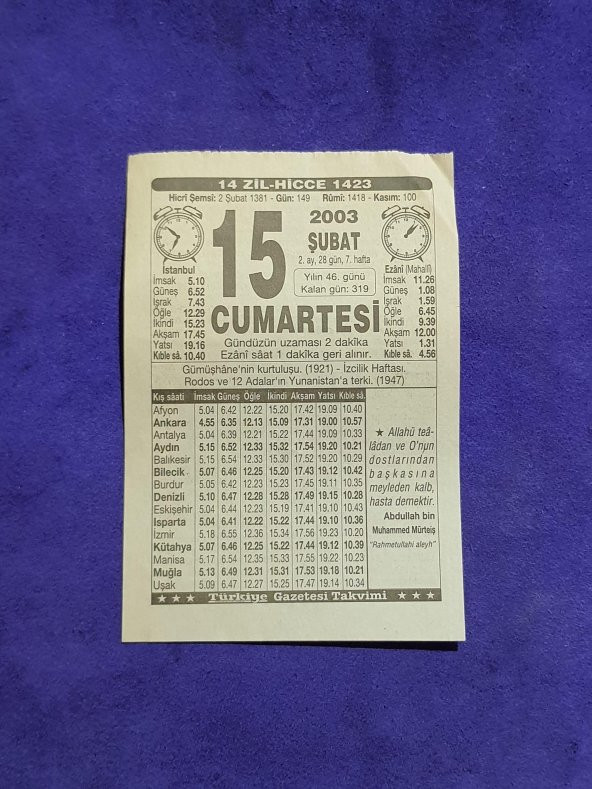 14 ZİL-HİCCE 1423
Hicrî Şemsî: 2 Şubat 1381 - Gün: 149 Rûmî: 1418 - Kasım: 100
15
2003
ŞUBAT
2. ay, 28 gün, 7. hafta
Yılın 46. günü
Kalan gün: 319
CUMARTESİ
Gündüzün uzaması 2 dakîka
Ezânî sâat 1 dakîka geri alınır.
İstanbul
İmsak 5.10
Güneş 6.52
İşrak 7.43
Öğle 12.29
İkindi 15.23
Akşam 17.45
Yatsı 19.16
Kıble sâ. 10.40
Ezânî (Mahallî)
İmsak 11.26
Güneş 1.08
İşrak 1.59
Öğle 6.45
İkindi 9.39
Akşam 12.00
Yatsı 1.31
Kıble sâ. 4.56
Gümüşhâne'nin kurtuluşu. (1921) - İzcilik Haftası.
Rodos ve 12 Adalar'ın Yunanistan'a terki. (1947)
Kış sâati İmsak Güneş Öğle İkindi Akşam Yatsı Kıble sâ.
Afyon 5.04 6.42 12.22 15.20 17.42 19.09 10.40
Ankara 4.55 6.35 12.13 15.09 17.31 19.00 10.57
Antalya 5.04 6.39 12.21 15.22 17.44 19.09 10.33
Aydın 5.15 6.52 12.33 15.32 17.54 19.20 10.21
Balıkesir 5.15 6.54 12.33 15.30 17.52 19.20 10.29
Bilecik 5.07 6.46 12.25 15.20 17.43 19.12 10.42
Burdur 5.05 6.42 12.23 15.23 17.45 19.11 10.35
Denizli 5.10 6.47 12.28 15.28 17.49 19.15 10.28
Eskişehir 5.04 6.44 12.23 15.19 17.41 19.10 10.43
Isparta 5.04 6.41 12.22 15.22 17.44 19.10 10.36
İzmir 5.18 6.55 12.36 15.34 17.56 19.23 10.20
Kütahya 5.07 6.46 12.25 15.22 17.44 19.12 10.39
Manisa 5.17 6.54 12.35 15.33 17.55 19.22 10.23
Muğla 5.13 6.49 12.31 15.31 17.53 19.18 10.21
Uşak 5.09 6.47 12.27 15.25 17.47 19.14 10.34
★ Allahü teâ-
lâdan ve O'nun
dostlarından
başkasına
meyleden kalb,
hasta demektir.
Abdullah bin
Muhammed Mürteiş
"Rahmetullahi aleyh"
★ ★ ★ Türkiye Gazetesi Takvimi ★ ★ ★